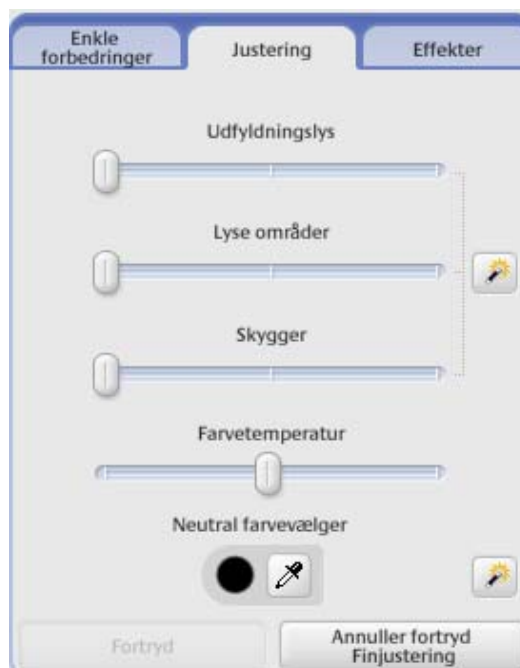 Enkle
forbedringer
Justering
Effekter
Udfyldningslys
Lyse områder
Skygger
Farvetemperatur
Neutral farvevælger
Fortryd
Annuller fortryd
Finjustering